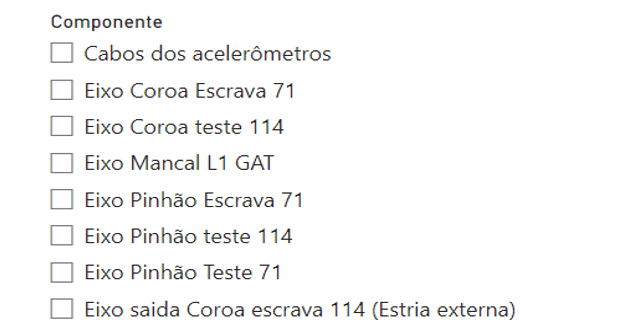 Componente
Cabos dos acelerômetros
Eixo Coroa Escrava 71
Eixo Coroa teste 114
Eixo Mancal L1 GAT
Eixo Pinhão Escrava 71
Eixo Pinhão teste 114
Eixo Pinhão Teste 71
Eixo saida Coroa escrava 114 (Estria externa)